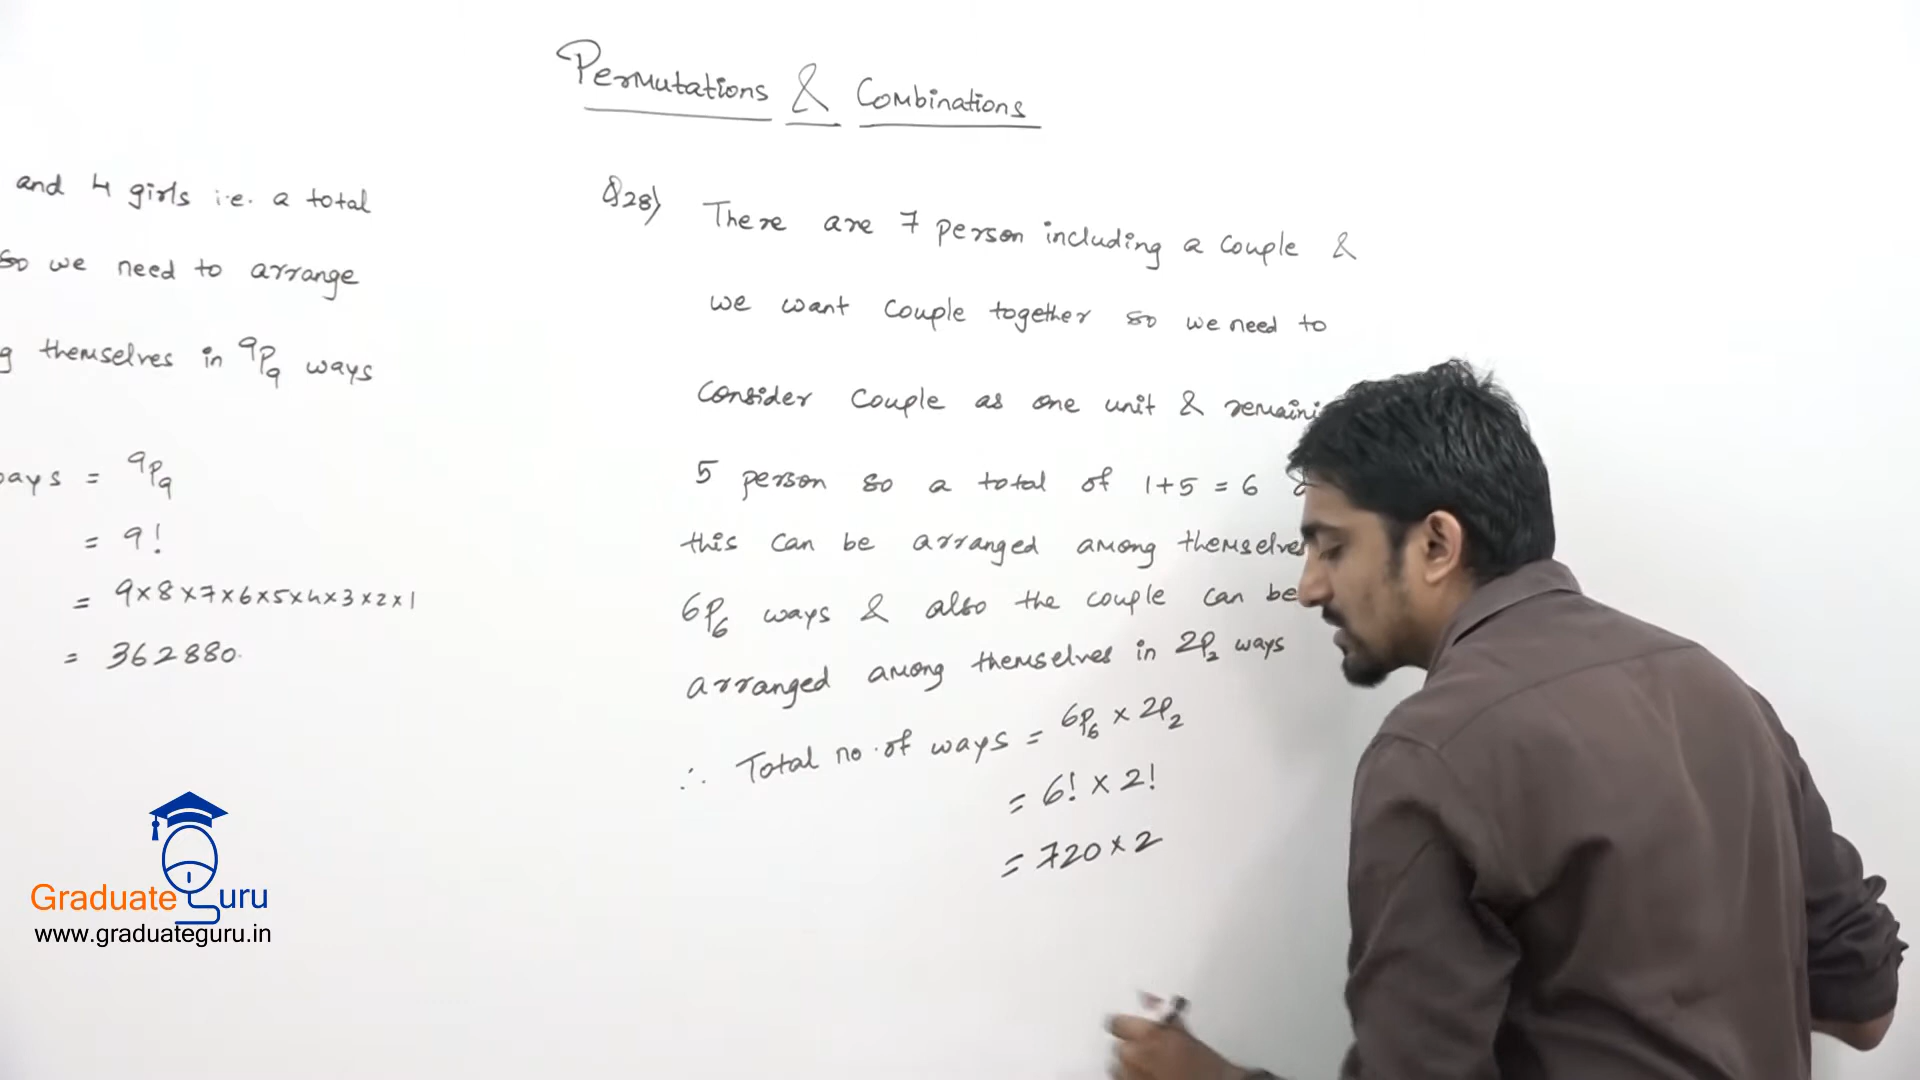 Permutations & Combinations
and 4 girls i.e. a total
so we need to arrange
themselves in 9P9 ways
= 9P9
= 9!
= 9×8×7×6×5×4×3×2×1
= 362880.
Q28) There are 7 person including a couple &
we want couple together so we need to
consider couple as one unit &
5 person so a total of 1+5 = 6
this can be arranged among
6P6 ways & also the couple can be
arranged among themselves in 2P2 ways
∴ Total no. of ways = 6P6 × 2P2
= 6! × 2!
= 720 × 2
Graduate Guru
www.graduateguru.in